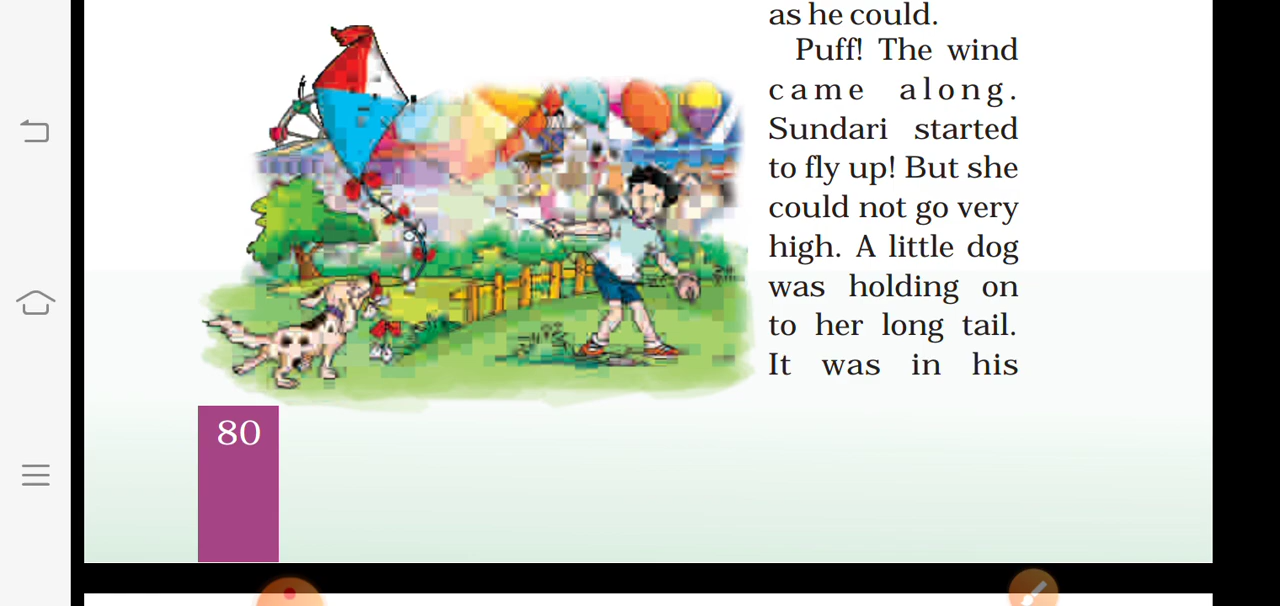 as he could.
Puff! The wind
came along.
Sundari started
to fly up! But she
could not go very
high. A little dog
was holding on
to her long tail.
It was in his
80